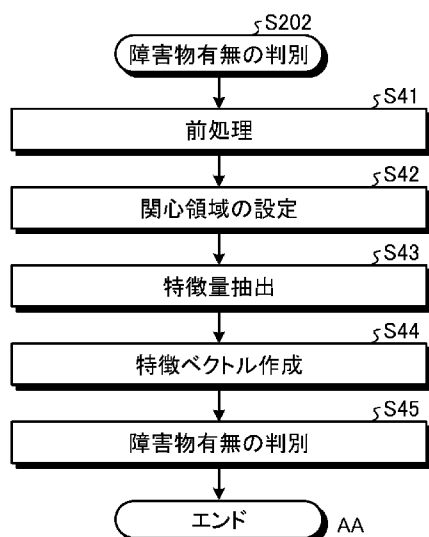 S202
障害物有無の判別
S41
前処理
S42
関心領域の設定
S43
特徴量抽出
S44
特徴ベクトル作成
S45
障害物有無の判別
エンド
AA